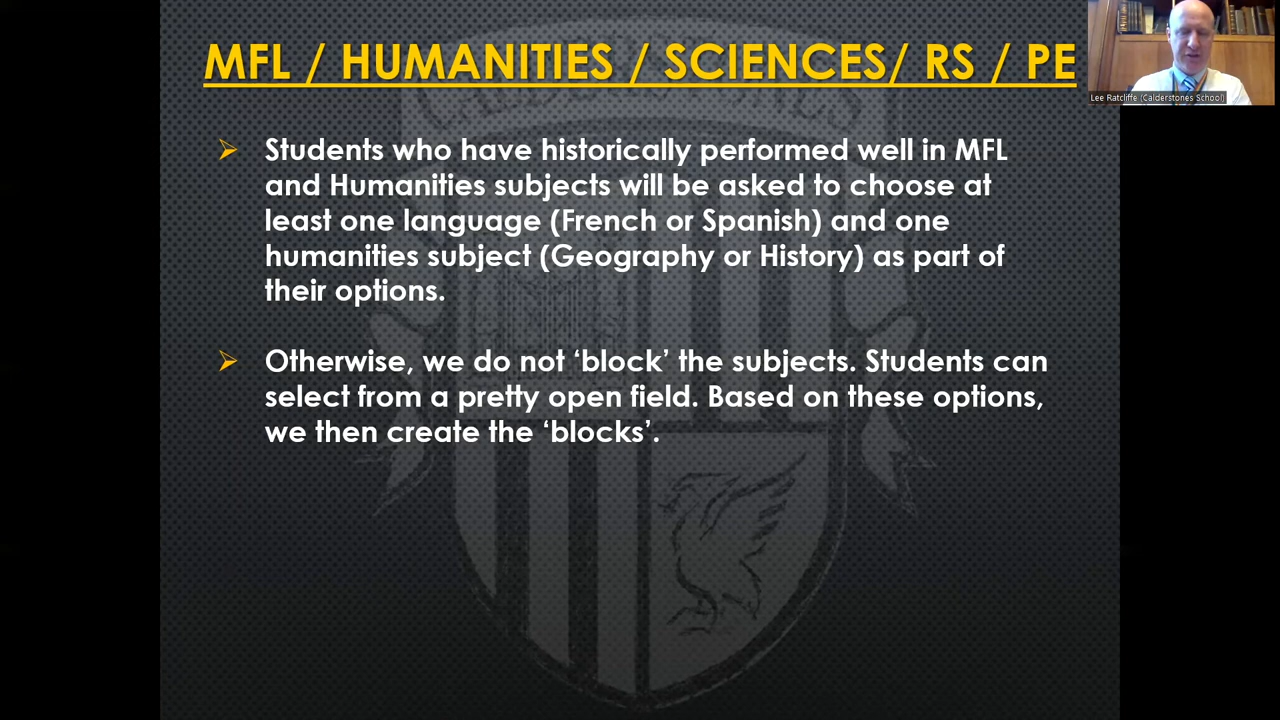 MFL / HUMANITIES / SCIENCES/ RS / PE
Lee Ratcliffe (Calderstones School)
Students who have historically performed well in MFL
and Humanities subjects will be asked to choose at
least one language (French or Spanish) and one
humanities subject (Geography or History) as part of
their options.
Otherwise, we do not ‘block’ the subjects. Students can
select from a pretty open field. Based on these options,
we then create the ‘blocks’.